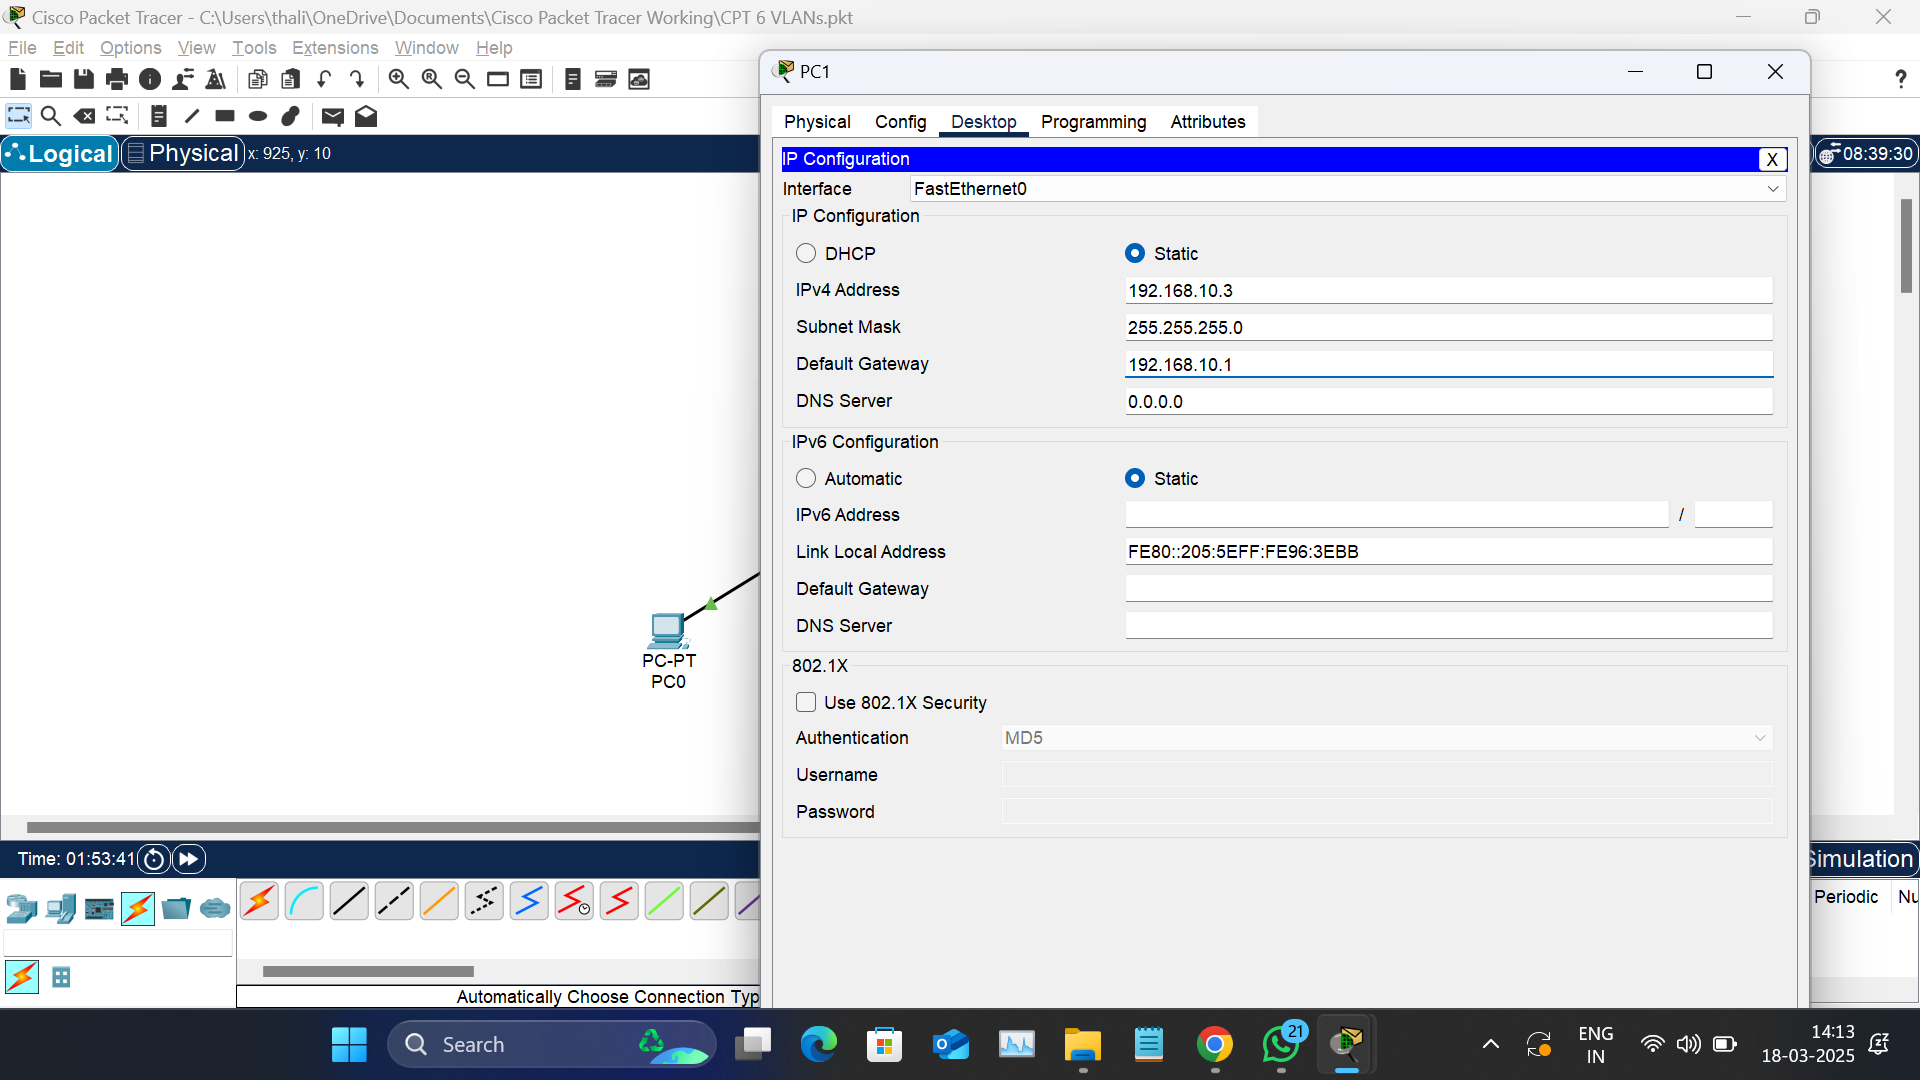 Cisco Packet Tracer - C:\Users\thali\OneDrive\Documents\Cisco Packet Tracer Working\CPT 6 VLANs.pkt
File Edit Options View Tools Extensions Window Help
PC1
?
Physical Config Desktop Programming Attributes
Logical Physical x: 925, y: 10
08:39:30
IP Configuration X
Interface FastEthernet0
IP Configuration
DHCP Static
IPv4 Address 192.168.10.3
Subnet Mask 255.255.255.0
Default Gateway 192.168.10.1
DNS Server 0.0.0.0
IPv6 Configuration
Automatic Static
IPv6 Address /
Link Local Address FE80::205:5EFF:FE96:3EBB
Default Gateway
DNS Server
PC-PT
PC0
802.1X
Use 802.1X Security
Authentication MD5
Username
Password
Time: 01:53:41
Simulation
Periodic Nu
Automatically Choose Connection Typ
Search
21
ENG
IN
14:13
18-03-2025